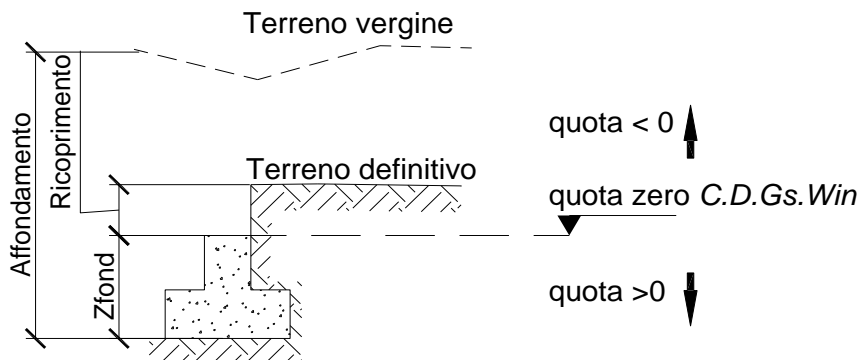 Terreno vergine
Affondamento
Ricoprimento
quota < 0
Terreno definitivo
quota zero C.D.Gs.Win
Zfond
quota >0